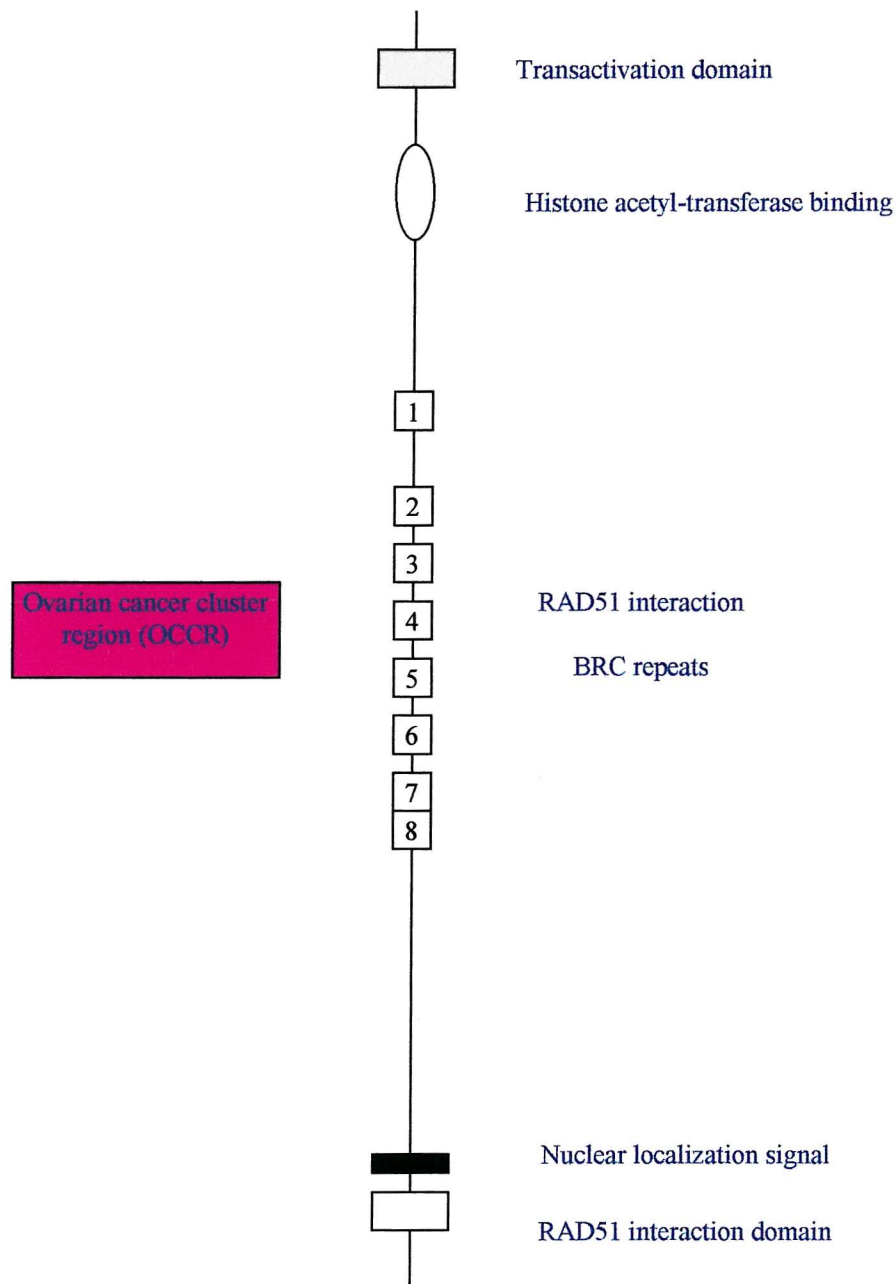 Transactivation domain
Histone acetyl-transferase binding
1
2
3
Ovarian cancer cluster
region (OCCR)
RAD51 interaction
4
BRC repeats
5
6
7
8
Nuclear localization signal
RAD51 interaction domain